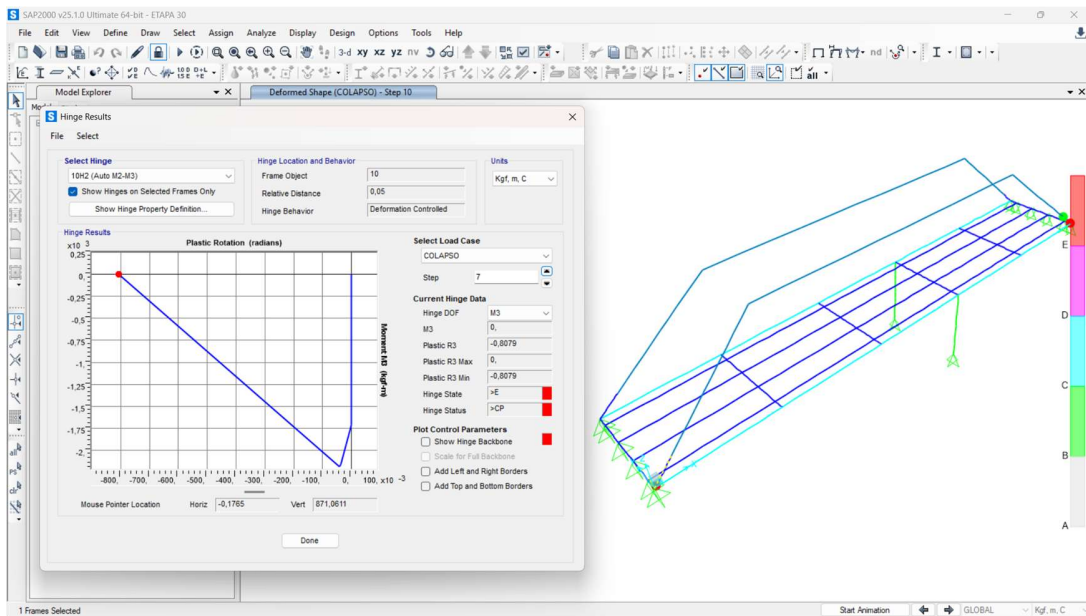 SAP2000 v25.1.0 Ultimate 64-bit - ETAPA 30
File Edit View Define Draw Select Assign Analyze Display Design Options Tools Help
3-d xy xz yz nv
nd
all
Model Explorer
Deformed Shape (COLAPSO) - Step 10
Hinge Results
File Select
Select Hinge
10H2 (Auto M2-M3)
Show Hinges on Selected Frames Only
Show Hinge Property Definition...
Hinge Location and Behavior
Frame Object 10
Relative Distance 0,05
Hinge Behavior Deformation Controlled
Units
Kgf, m, C
Hinge Results
x10 3
Plastic Rotation (radians)
0,25
0,
-0,25
-0,5
-0,75
-1,
-1,25
-1,5
-1,75
-2,
Moment M3 (kgf-m)
-800, -700, -600, -500, -400, -300, -200, -100, 0, 100, x10 -3
Mouse Pointer Location Horiz -0,1765 Vert 871,0611
Select Load Case
COLAPSO
Step 7
Current Hinge Data
Hinge DOF M3
M3 0,
Plastic R3 -0,8079
Plastic R3 Max 0,
Plastic R3 Min -0,8079
Hinge State >E
Hinge Status >CP
Plot Control Parameters
Show Hinge Backbone
Scale for Full Backbone
Add Left and Right Borders
Add Top and Bottom Borders
Done
E
D
C
B
A
1 Frames Selected
Start Animation
GLOBAL
Kgf, m, C